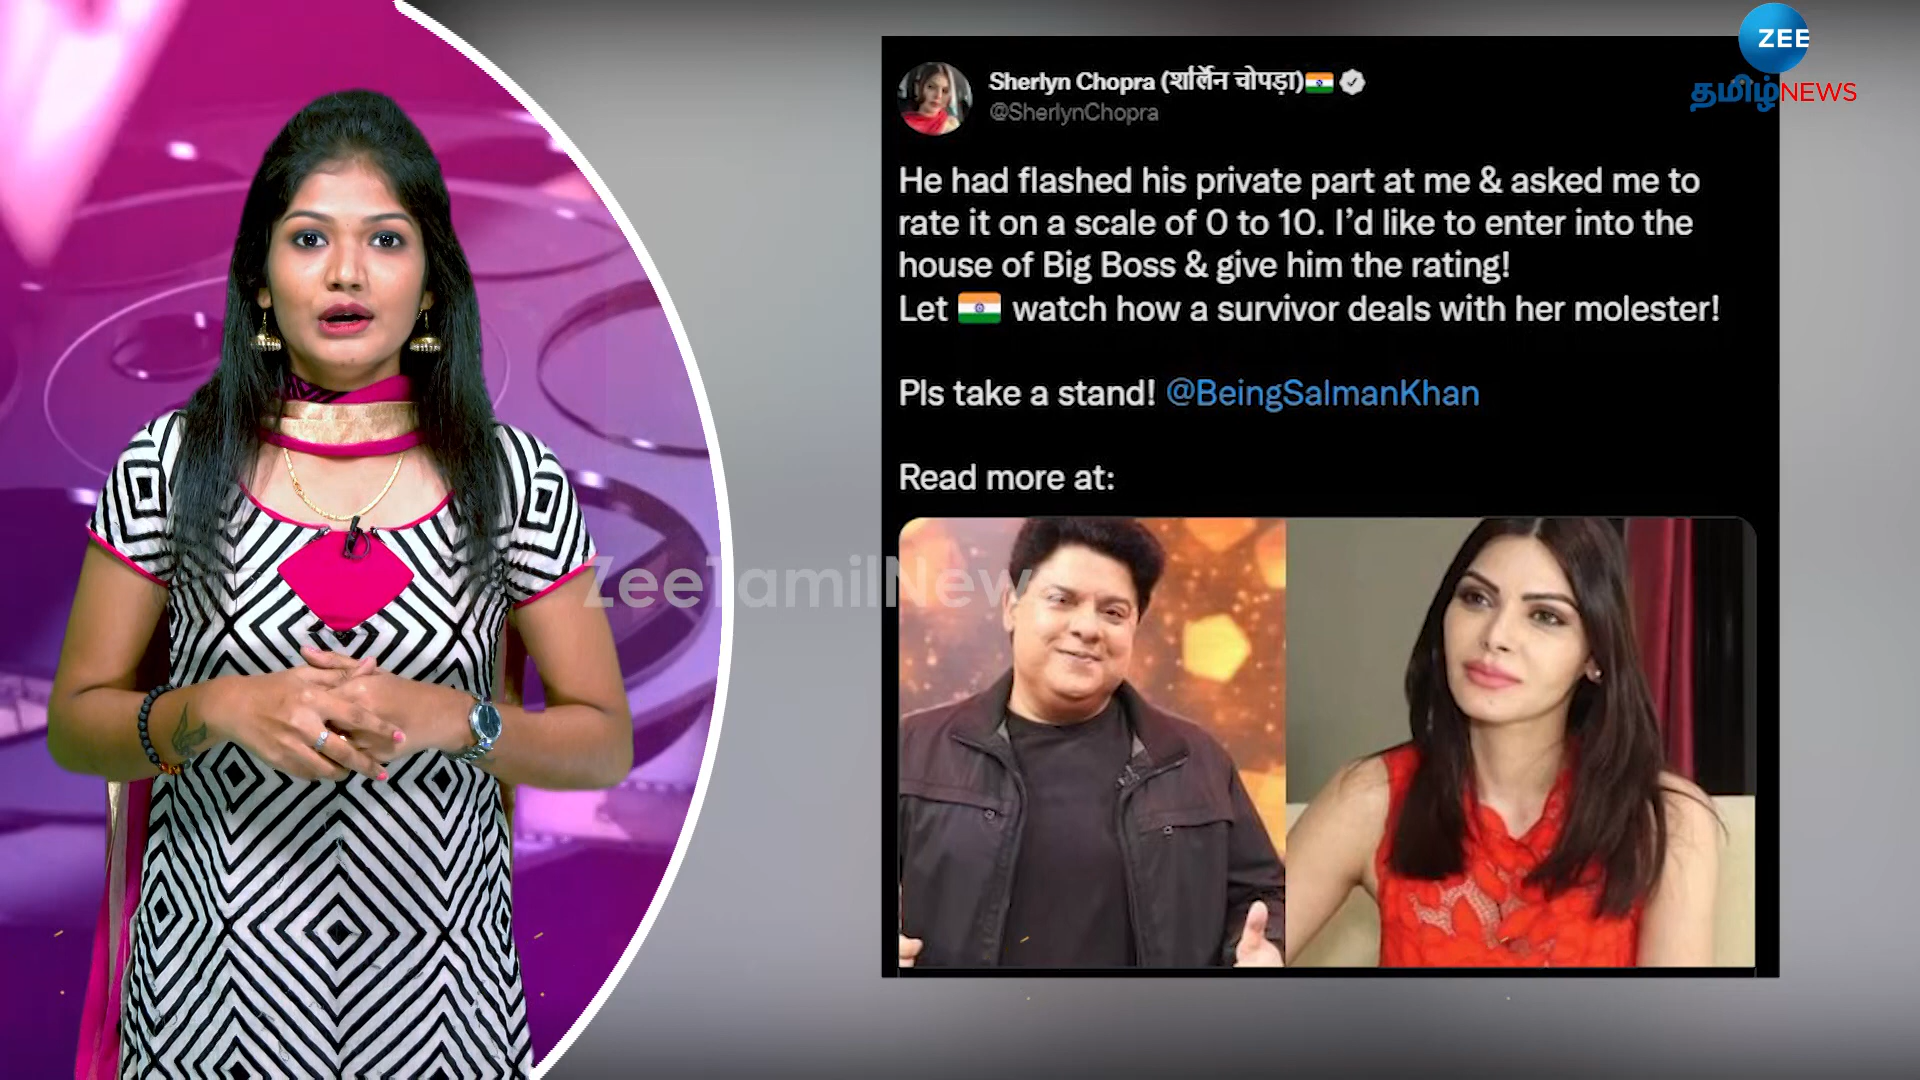 ZEE
தமிழ்NEWS
Sherlyn Chopra (शर्लिन चोपड़ा)🇮🇳
@SherlynChopra
He had flashed his private part at me & asked me to
rate it on a scale of 0 to 10. I’d like to enter into the
house of Big Boss & give him the rating!
Let 🇮🇳 watch how a survivor deals with her molester!
Pls take a stand! @BeingSalmanKhan
Read more at:
ZeeTamilNew